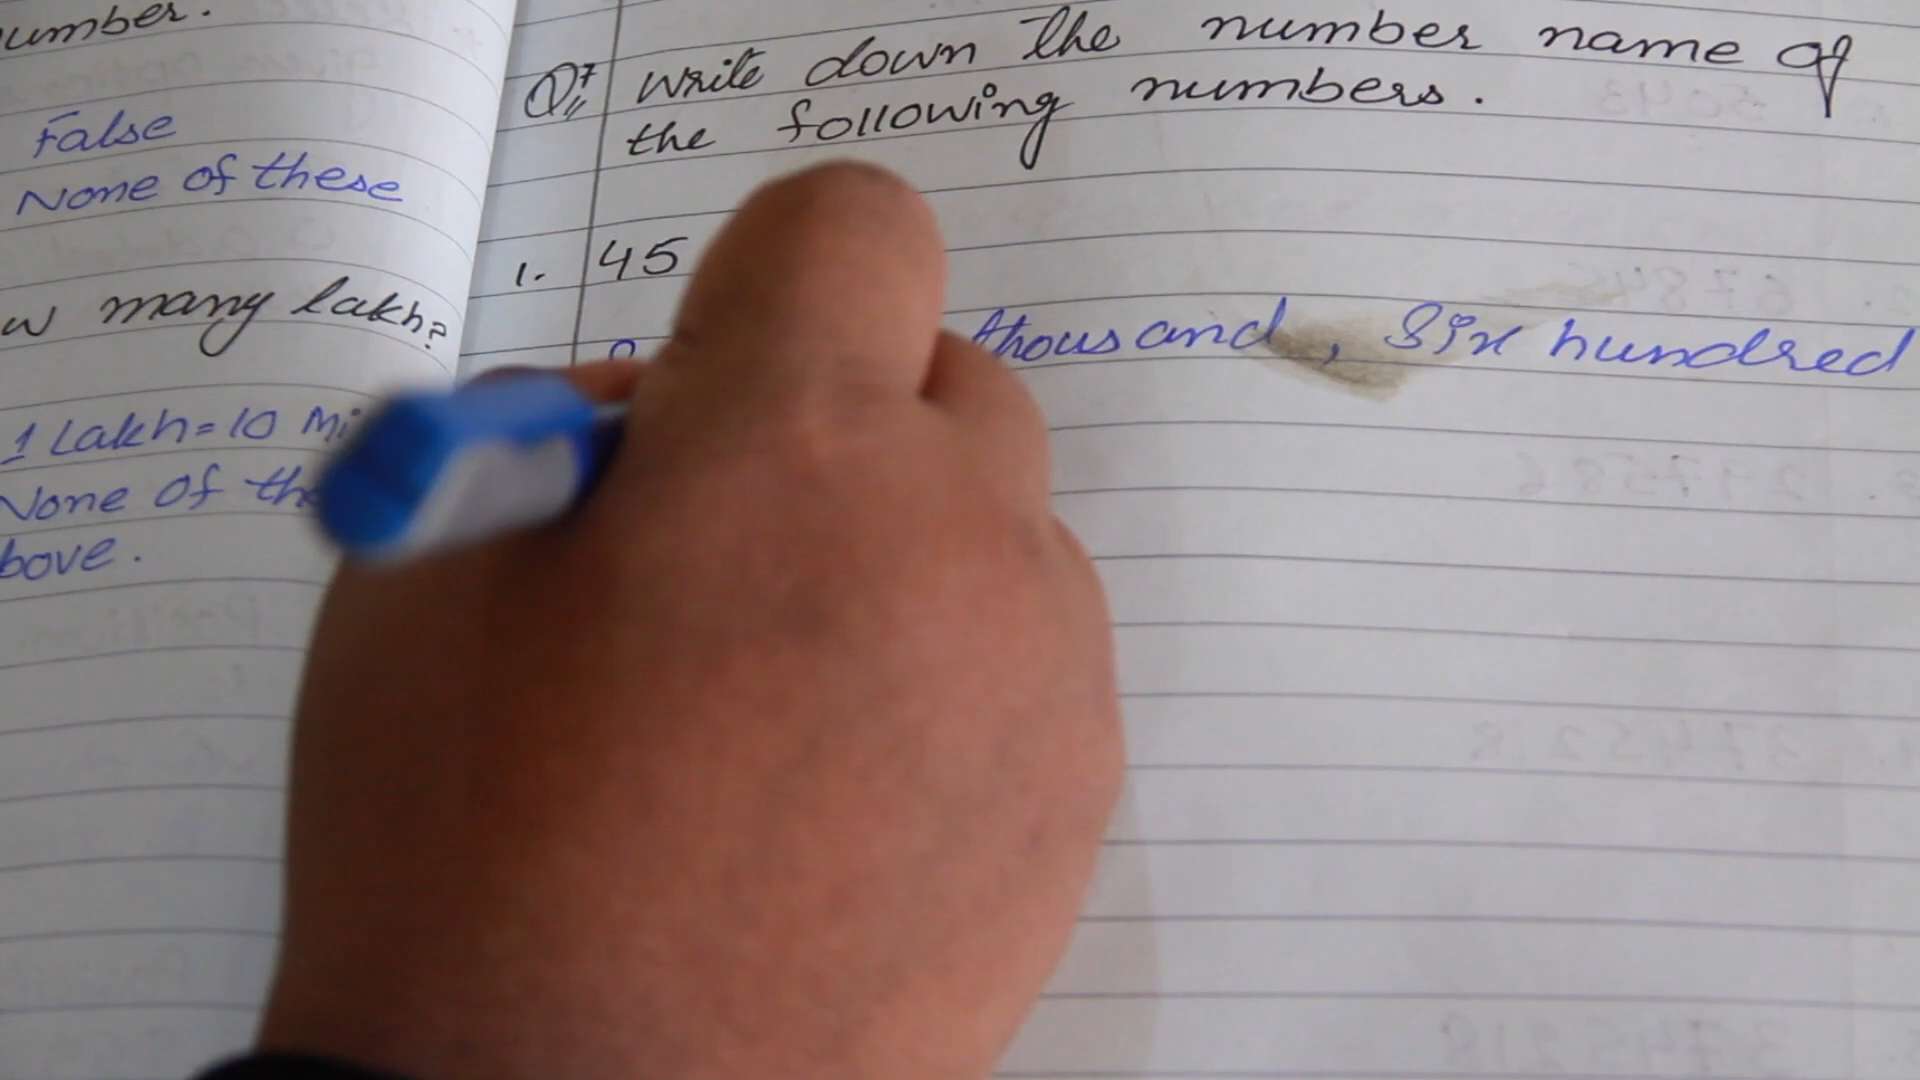 umber.
False
None of these
w many lakh?
1 Lakh=10 Mi
None of the
bove.
Q7 Write down the number name of
the following numbers.
1. 45
thousand, Six hundred